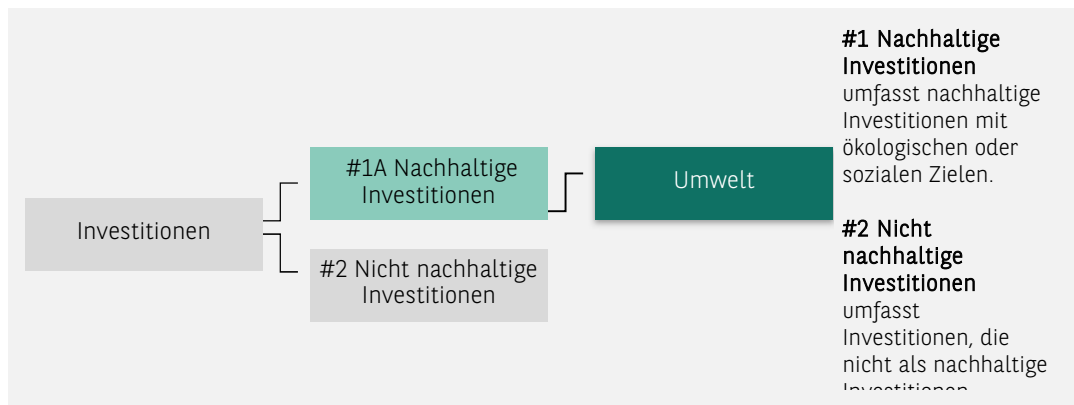 Investitionen
#1A Nachhaltige
Investitionen
#2 Nicht nachhaltige
Investitionen
Umwelt
#1 Nachhaltige
Investitionen
umfasst nachhaltige
Investitionen mit
ökologischen oder
sozialen Zielen.
#2 Nicht
nachhaltige
Investitionen
umfasst
Investitionen, die
nicht als nachhaltige